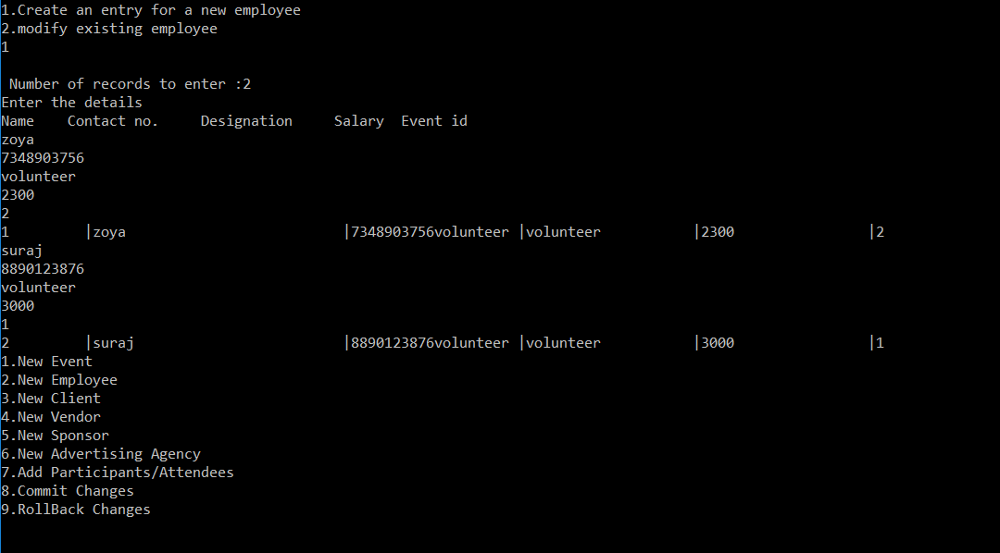 1.Create an entry for a new employee
2.modify existing employee
1
Number of records to enter :2
Enter the details
Name    Contact no.     Designation     Salary  Event id
zoya
7348903756
volunteer
2300
2
1         |zoya                          |7348903756volunteer |volunteer           |2300                |2
suraj
8890123876
volunteer
3000
1
2         |suraj                         |8890123876volunteer |volunteer           |3000                |1
1.New Event
2.New Employee
3.New Client
4.New Vendor
5.New Sponsor
6.New Advertising Agency
7.Add Participants/Attendees
8.Commit Changes
9.RollBack Changes